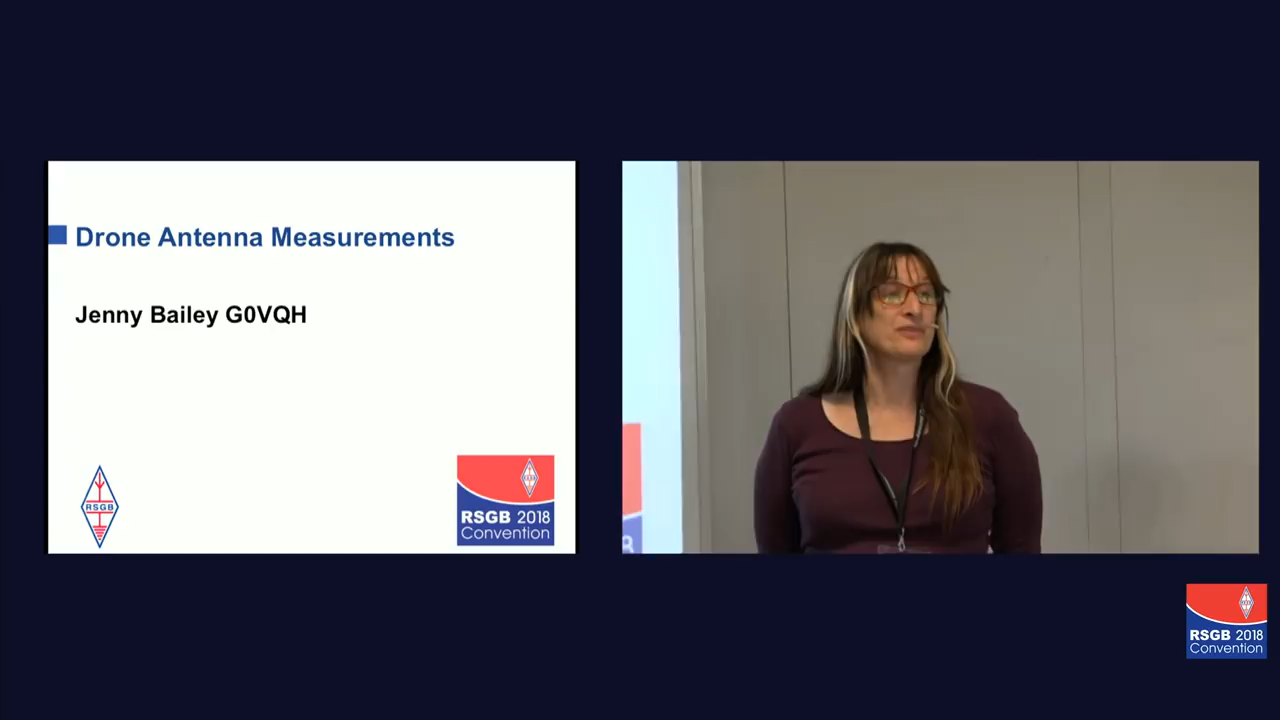 Drone Antenna Measurements
Jenny Bailey G0VQH
RSGB
RSGB 2018
Convention
RSGB 2018
Convention